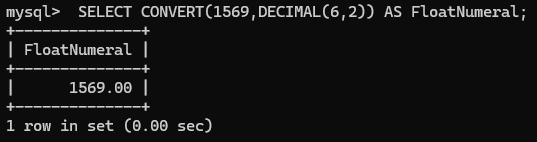 mysql>  SELECT CONVERT(1569,DECIMAL(6,2)) AS FloatNumeral;
+--------------+
| FloatNumeral |
+--------------+
|      1569.00 |
+--------------+
1 row in set (0.00 sec)